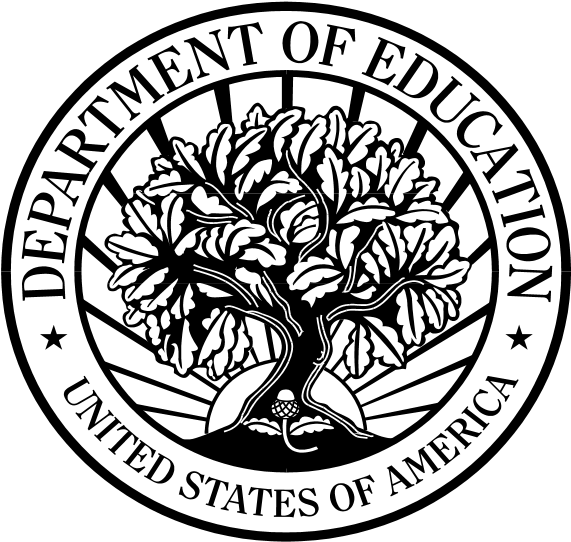 DEPARTMENT OF EDUCATION
UNITED STATES OF AMERICA